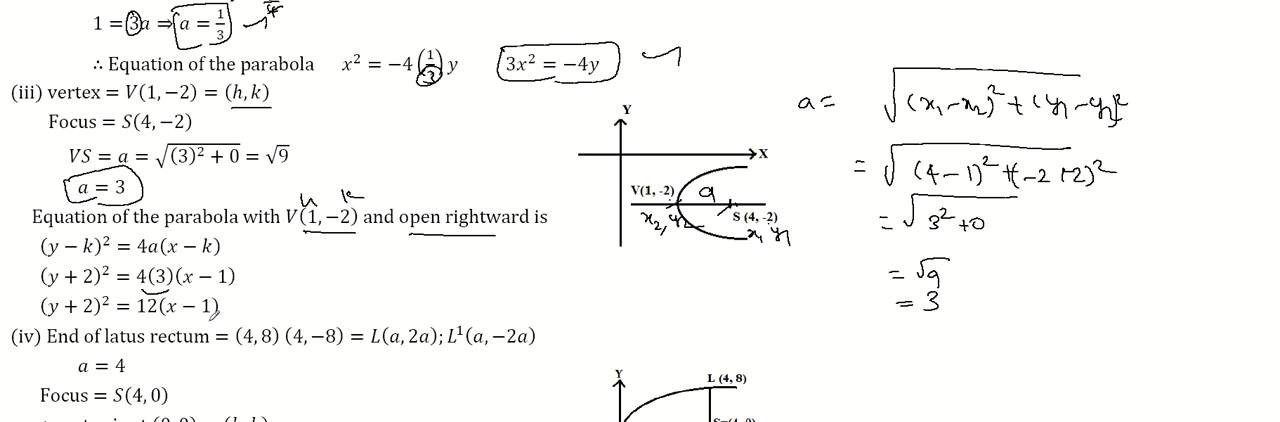 1 = 3a ⇒ a = 1/3
∴ Equation of the parabola x² = −4(1/3)y 3x² = −4y
(iii) vertex = V(1, −2) = (h, k)
Focus = S(4, −2)
VS = a = √((3)² + 0) = √9
a = 3
h k
Equation of the parabola with V(1, −2) and open rightward is
(y − k)² = 4a(x − k)
(y + 2)² = 4(3)(x − 1)
(y + 2)² = 12(x − 1)
(iv) End of latus rectum = (4, 8) (4, −8) = L(a, 2a); L¹(a, −2a)
a = 4
Focus = S(4, 0)
Y
X
V(1, -2) a
S (4, -2)
x₂, y₂ x₁ y₁
a = √((x₁ − x₂)² + (y₁ − y₂)²
= √((4 − 1)² + (−2 + 2)²
= √(3² + 0)
= √9
= 3
Y
L (4, 8)